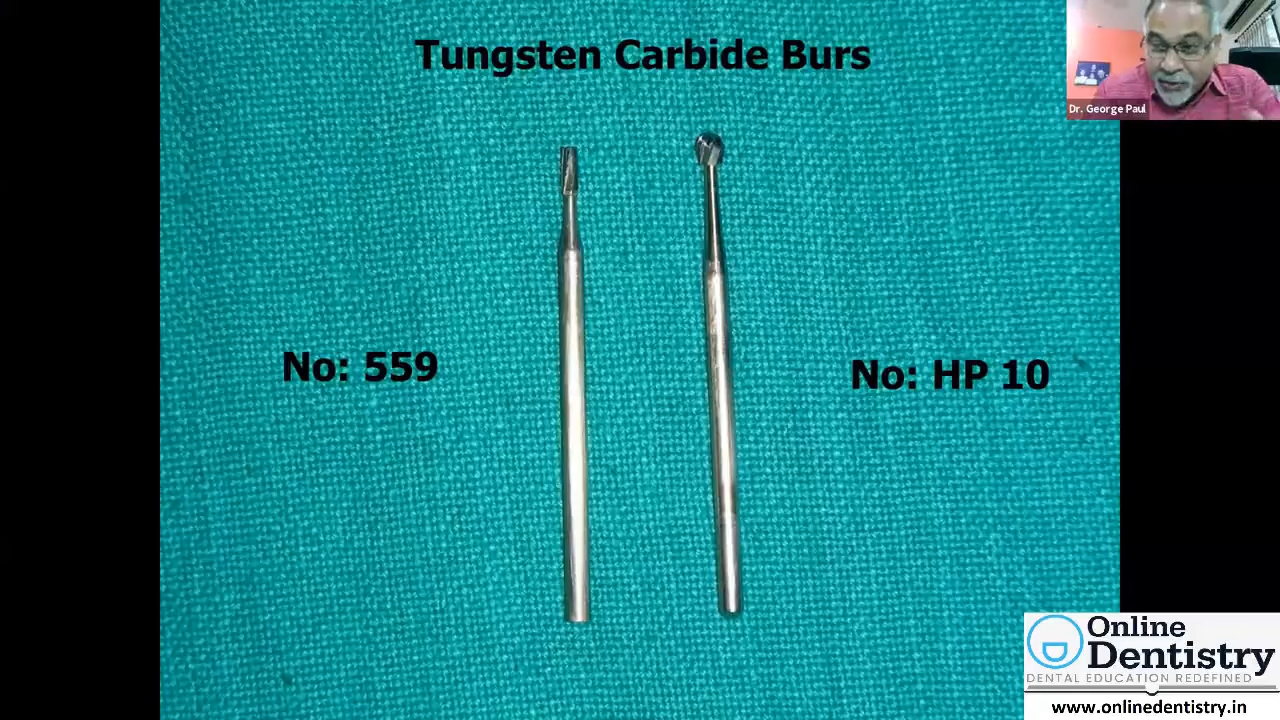 Tungsten Carbide Burs
Dr. George Paul
No: 559
No: HP 10
Online
Dentistry
DENTAL EDUCATION REDEFINED
www.onlinedentistry.in